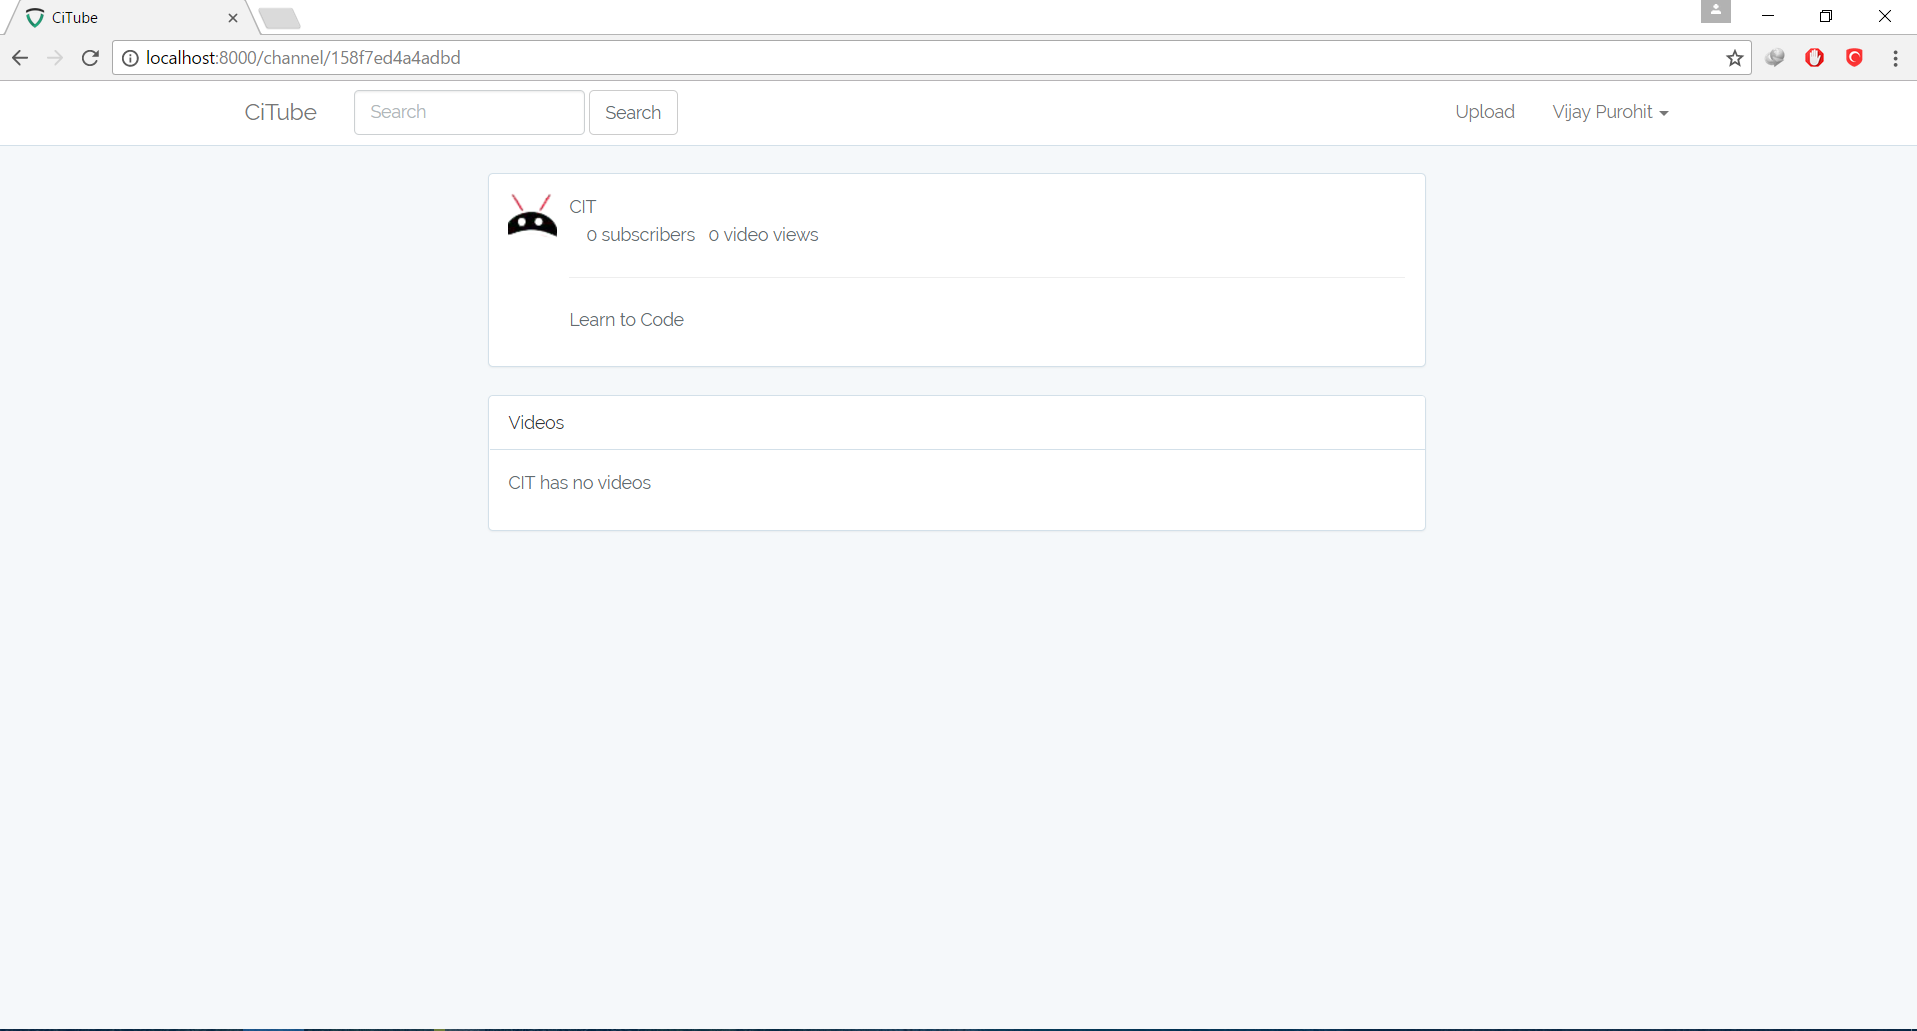 CiTube
localhost:8000/channel/158f7ed4a4adbd
CiTube Search Search Upload Vijay Purohit
CIT
0 subscribers 0 video views
Learn to Code
Videos
CIT has no videos